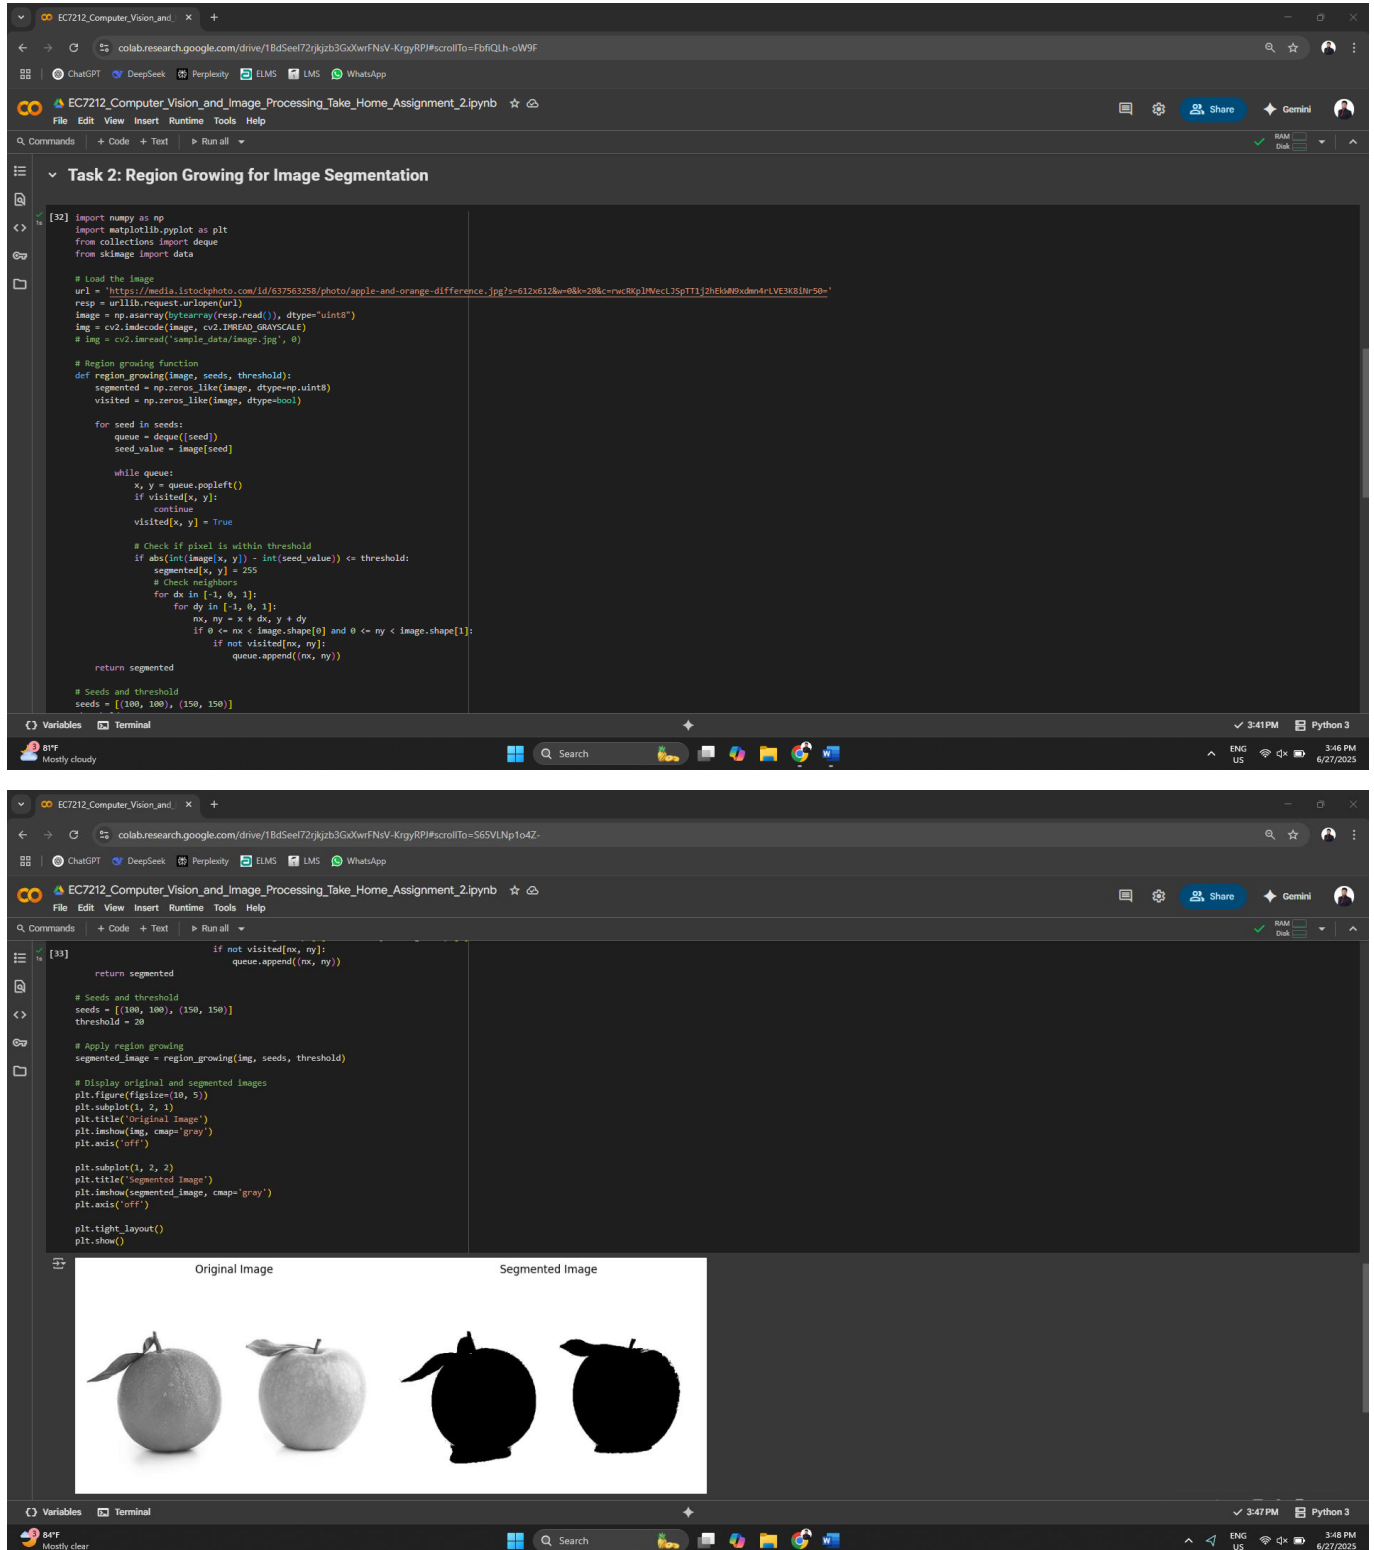 EC7212_Computer_Vision_and_
colab.research.google.com/drive/1BdSeel72rjkjzb3GxXwrFNsV-KrgyRPJ#scrollTo=FbfiQLh-oW9F
ChatGPT DeepSeek Perplexity ELMS LMS WhatsApp
EC7212_Computer_Vision_and_Image_Processing_Take_Home_Assignment_2.ipynb
File Edit View Insert Runtime Tools Help
Share Gemini
Commands + Code + Text Run all
RAM
Disk
Task 2: Region Growing for Image Segmentation
1s
[32] import numpy as np
import matplotlib.pyplot as plt
from collections import deque
from skimage import data
# Load the image
url = 'https://media.istockphoto.com/id/637563258/photo/apple-and-orange-difference.jpg?s=612x612&w=0&k=20&c=rwcRKplMVecLJSpTT1j2hEkWN9xdmn4rLVE3K8iNr50='
resp = urllib.request.urlopen(url)
image = np.asarray(bytearray(resp.read()), dtype="uint8")
img = cv2.imdecode(image, cv2.IMREAD_GRAYSCALE)
# img = cv2.imread('sample_data/image.jpg', 0)
# Region growing function
def region_growing(image, seeds, threshold):
segmented = np.zeros_like(image, dtype=np.uint8)
visited = np.zeros_like(image, dtype=bool)
for seed in seeds:
queue = deque([seed])
seed_value = image[seed]
while queue:
x, y = queue.popleft()
if visited[x, y]:
continue
visited[x, y] = True
# Check if pixel is within threshold
if abs(int(image[x, y]) - int(seed_value)) <= threshold:
segmented[x, y] = 255
# Check neighbors
for dx in [-1, 0, 1]:
for dy in [-1, 0, 1]:
nx, ny = x + dx, y + dy
if 0 <= nx < image.shape[0] and 0 <= ny < image.shape[1]:
if not visited[nx, ny]:
queue.append((nx, ny))
return segmented
# Seeds and threshold
seeds = [(100, 100), (150, 150)]
Variables Terminal
3:41 PM Python 3
3
81°F
Mostly cloudy
Search
ENG
US
3:46 PM
6/27/2025
EC7212_Computer_Vision_and_
colab.research.google.com/drive/1BdSeel72rjkjzb3GxXwrFNsV-KrgyRPJ#scrollTo=S65VLNp1o4Z-
ChatGPT DeepSeek Perplexity ELMS LMS WhatsApp
EC7212_Computer_Vision_and_Image_Processing_Take_Home_Assignment_2.ipynb
File Edit View Insert Runtime Tools Help
Share Gemini
Commands + Code + Text Run all
RAM
Disk
1s
[33] if not visited[nx, ny]:
queue.append((nx, ny))
return segmented
# Seeds and threshold
seeds = [(100, 100), (150, 150)]
threshold = 20
# Apply region growing
segmented_image = region_growing(img, seeds, threshold)
# Display original and segmented images
plt.figure(figsize=(10, 5))
plt.subplot(1, 2, 1)
plt.title('Original Image')
plt.imshow(img, cmap='gray')
plt.axis('off')
plt.subplot(1, 2, 2)
plt.title('Segmented Image')
plt.imshow(segmented_image, cmap='gray')
plt.axis('off')
plt.tight_layout()
plt.show()
Original Image Segmented Image
Variables Terminal
3:47 PM Python 3
3
84°F
Mostly clear
Search
ENG
US
3:48 PM
6/27/2025